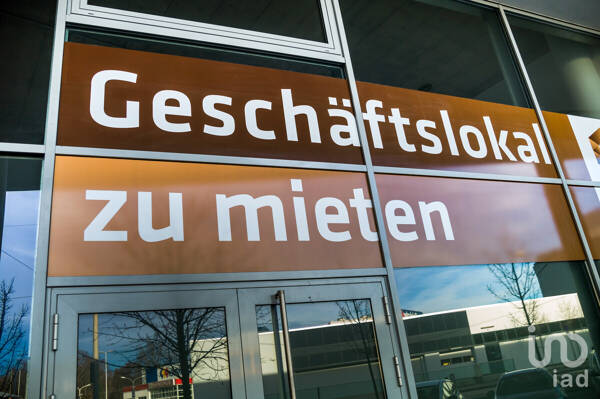 Geschäftslokal
zu mieten
iad